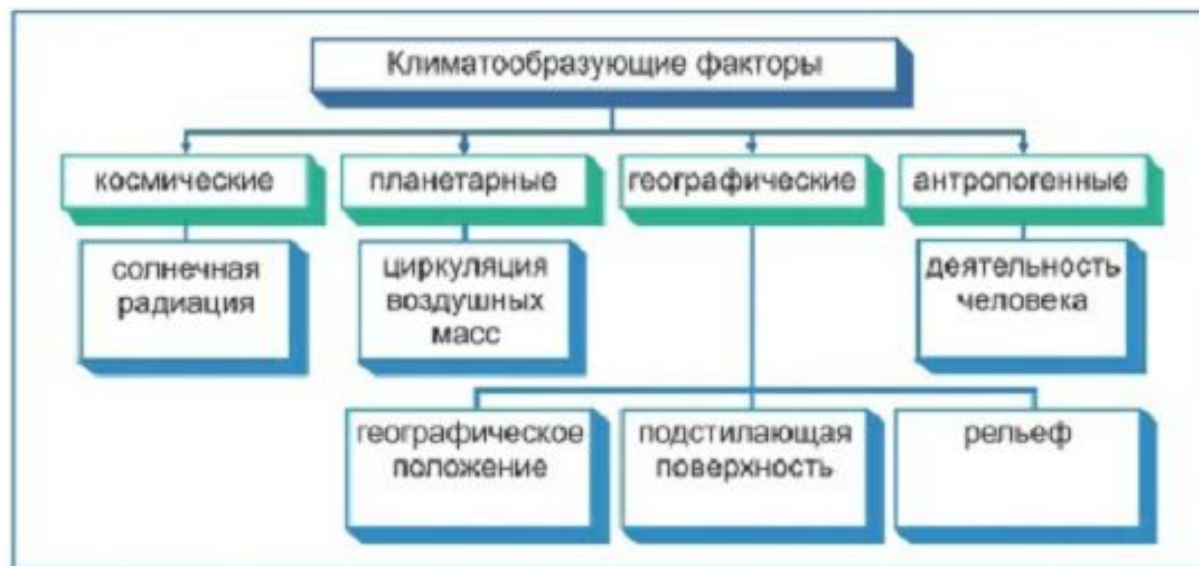 Климатообразующие факторы
космические
планетарные
географические
антропогенные
солнечная
радиация
циркуляция
воздушных
масс
деятельность
человека
географическое
положение
подстилающая
поверхность
рельеф